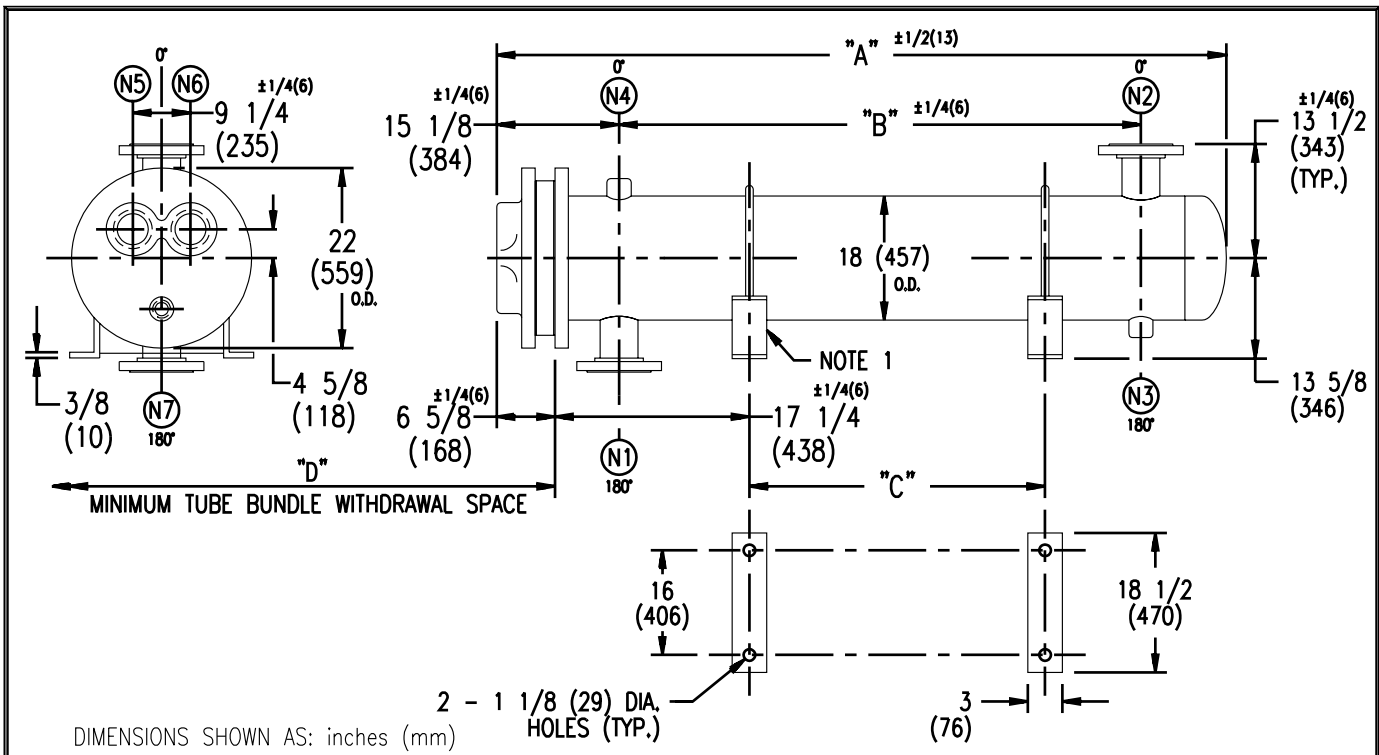 0°
N5
N6
±1/4(6)
9 1/4
(235)
22
(559)
O.D.
3/8
(10)
N7
180°
4 5/8
(118)
"A" ±1/2(13)
±1/4(6)
15 1/8
(384)
0°
N4
"B" ±1/4(6)
0°
N2
±1/4(6)
13 1/2
(343)
(TYP.)
18 (457)
O.D.
NOTE 1
13 5/8
(346)
±1/4(6)
6 5/8
(168)
±1/4(6)
17 1/4
(438)
N1
180°
N3
180°
"D"
MINIMUM TUBE BUNDLE WITHDRAWAL SPACE
"C"
16
(406)
18 1/2
(470)
2 - 1 1/8 (29) DIA.
HOLES (TYP.)
3
(76)
DIMENSIONS SHOWN AS: inches (mm)